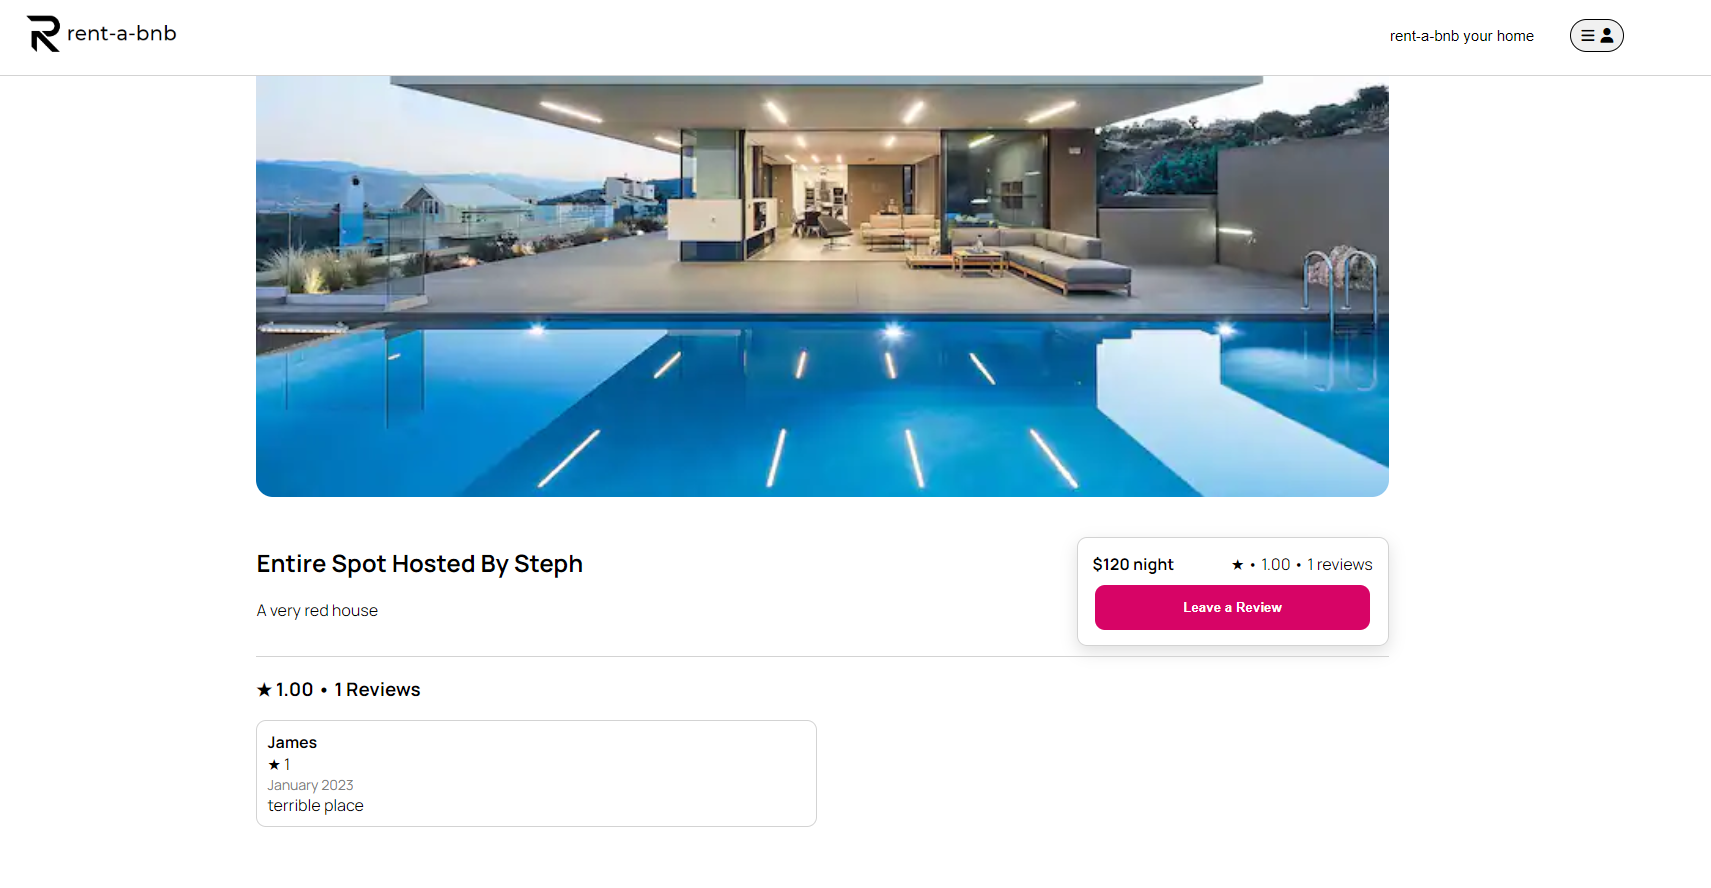 rent-a-bnb
rent-a-bnb your home
Entire Spot Hosted By Steph
A very red house
$120 night
★ • 1.00 • 1 reviews
Leave a Review
★ 1.00 • 1 Reviews
James
★ 1
January 2023
terrible place